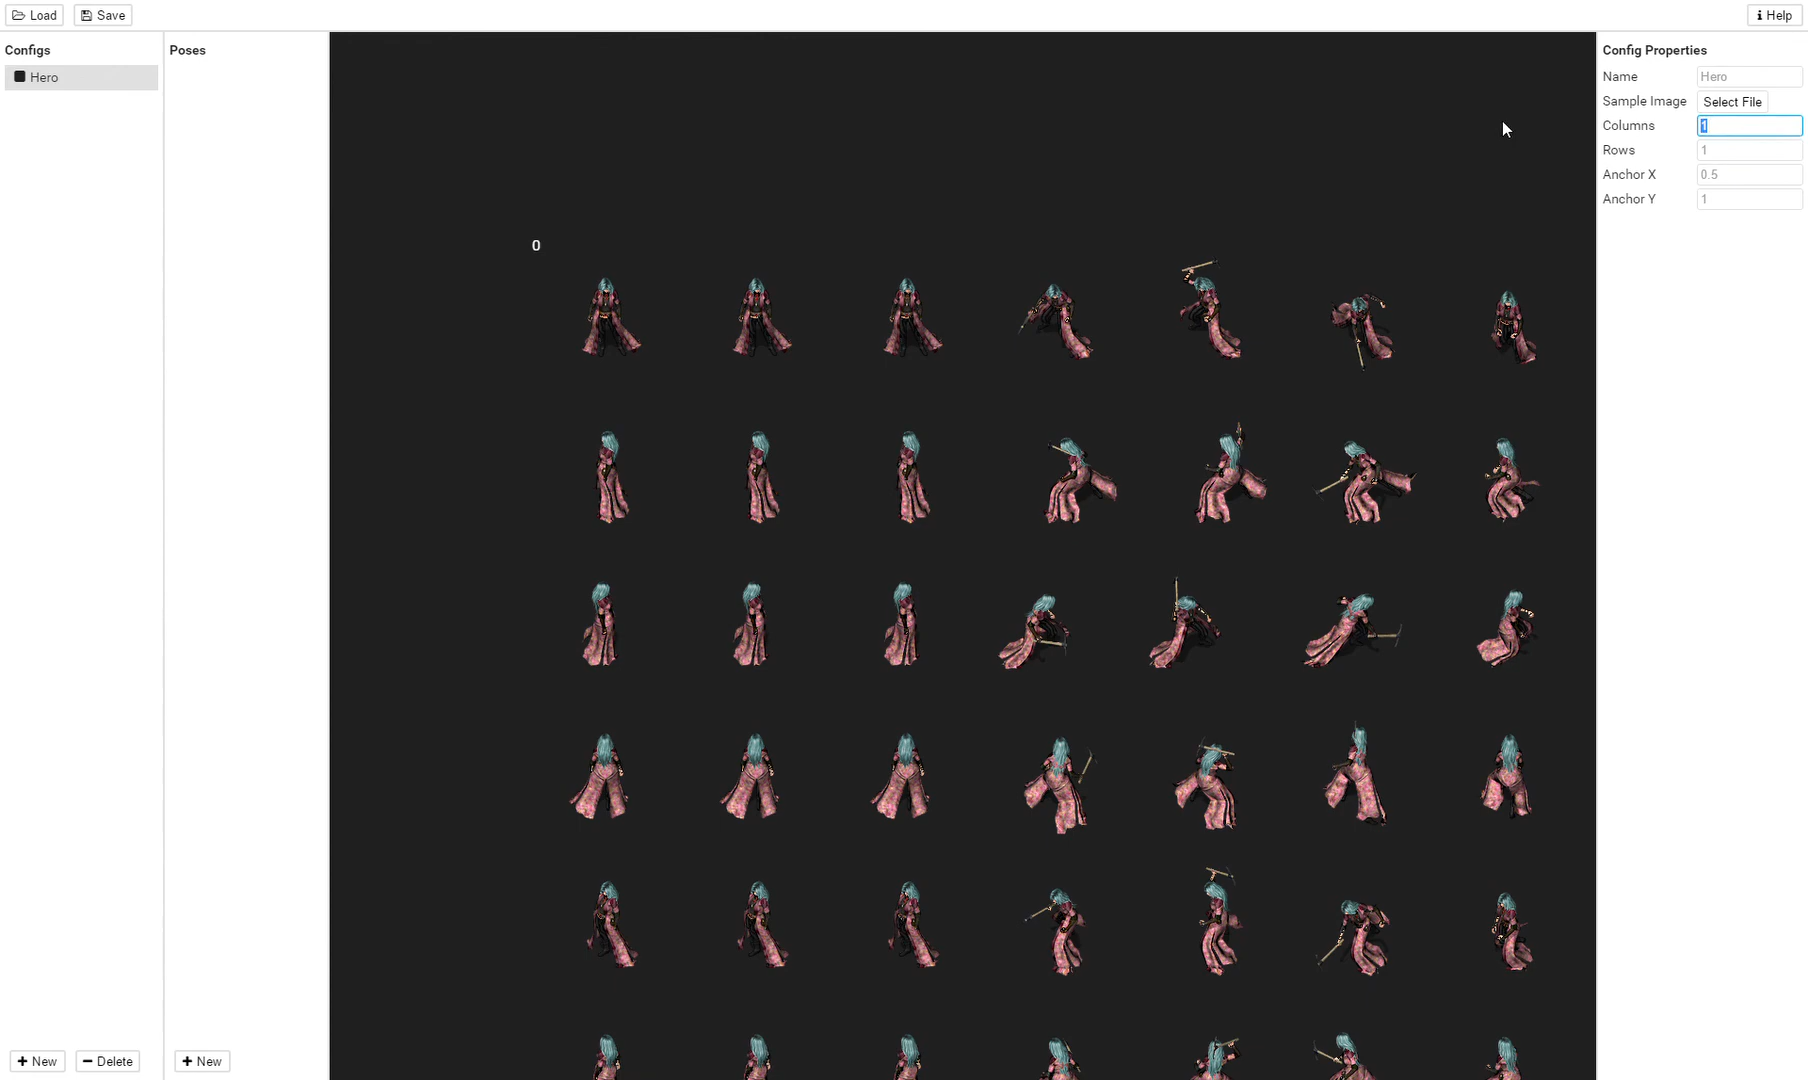 Load
Save
Help
Configs
Hero
Poses
0
Config Properties
Name Hero
Sample Image Select File
Columns 1
Rows 1
Anchor X 0.5
Anchor Y 1
New
Delete
New